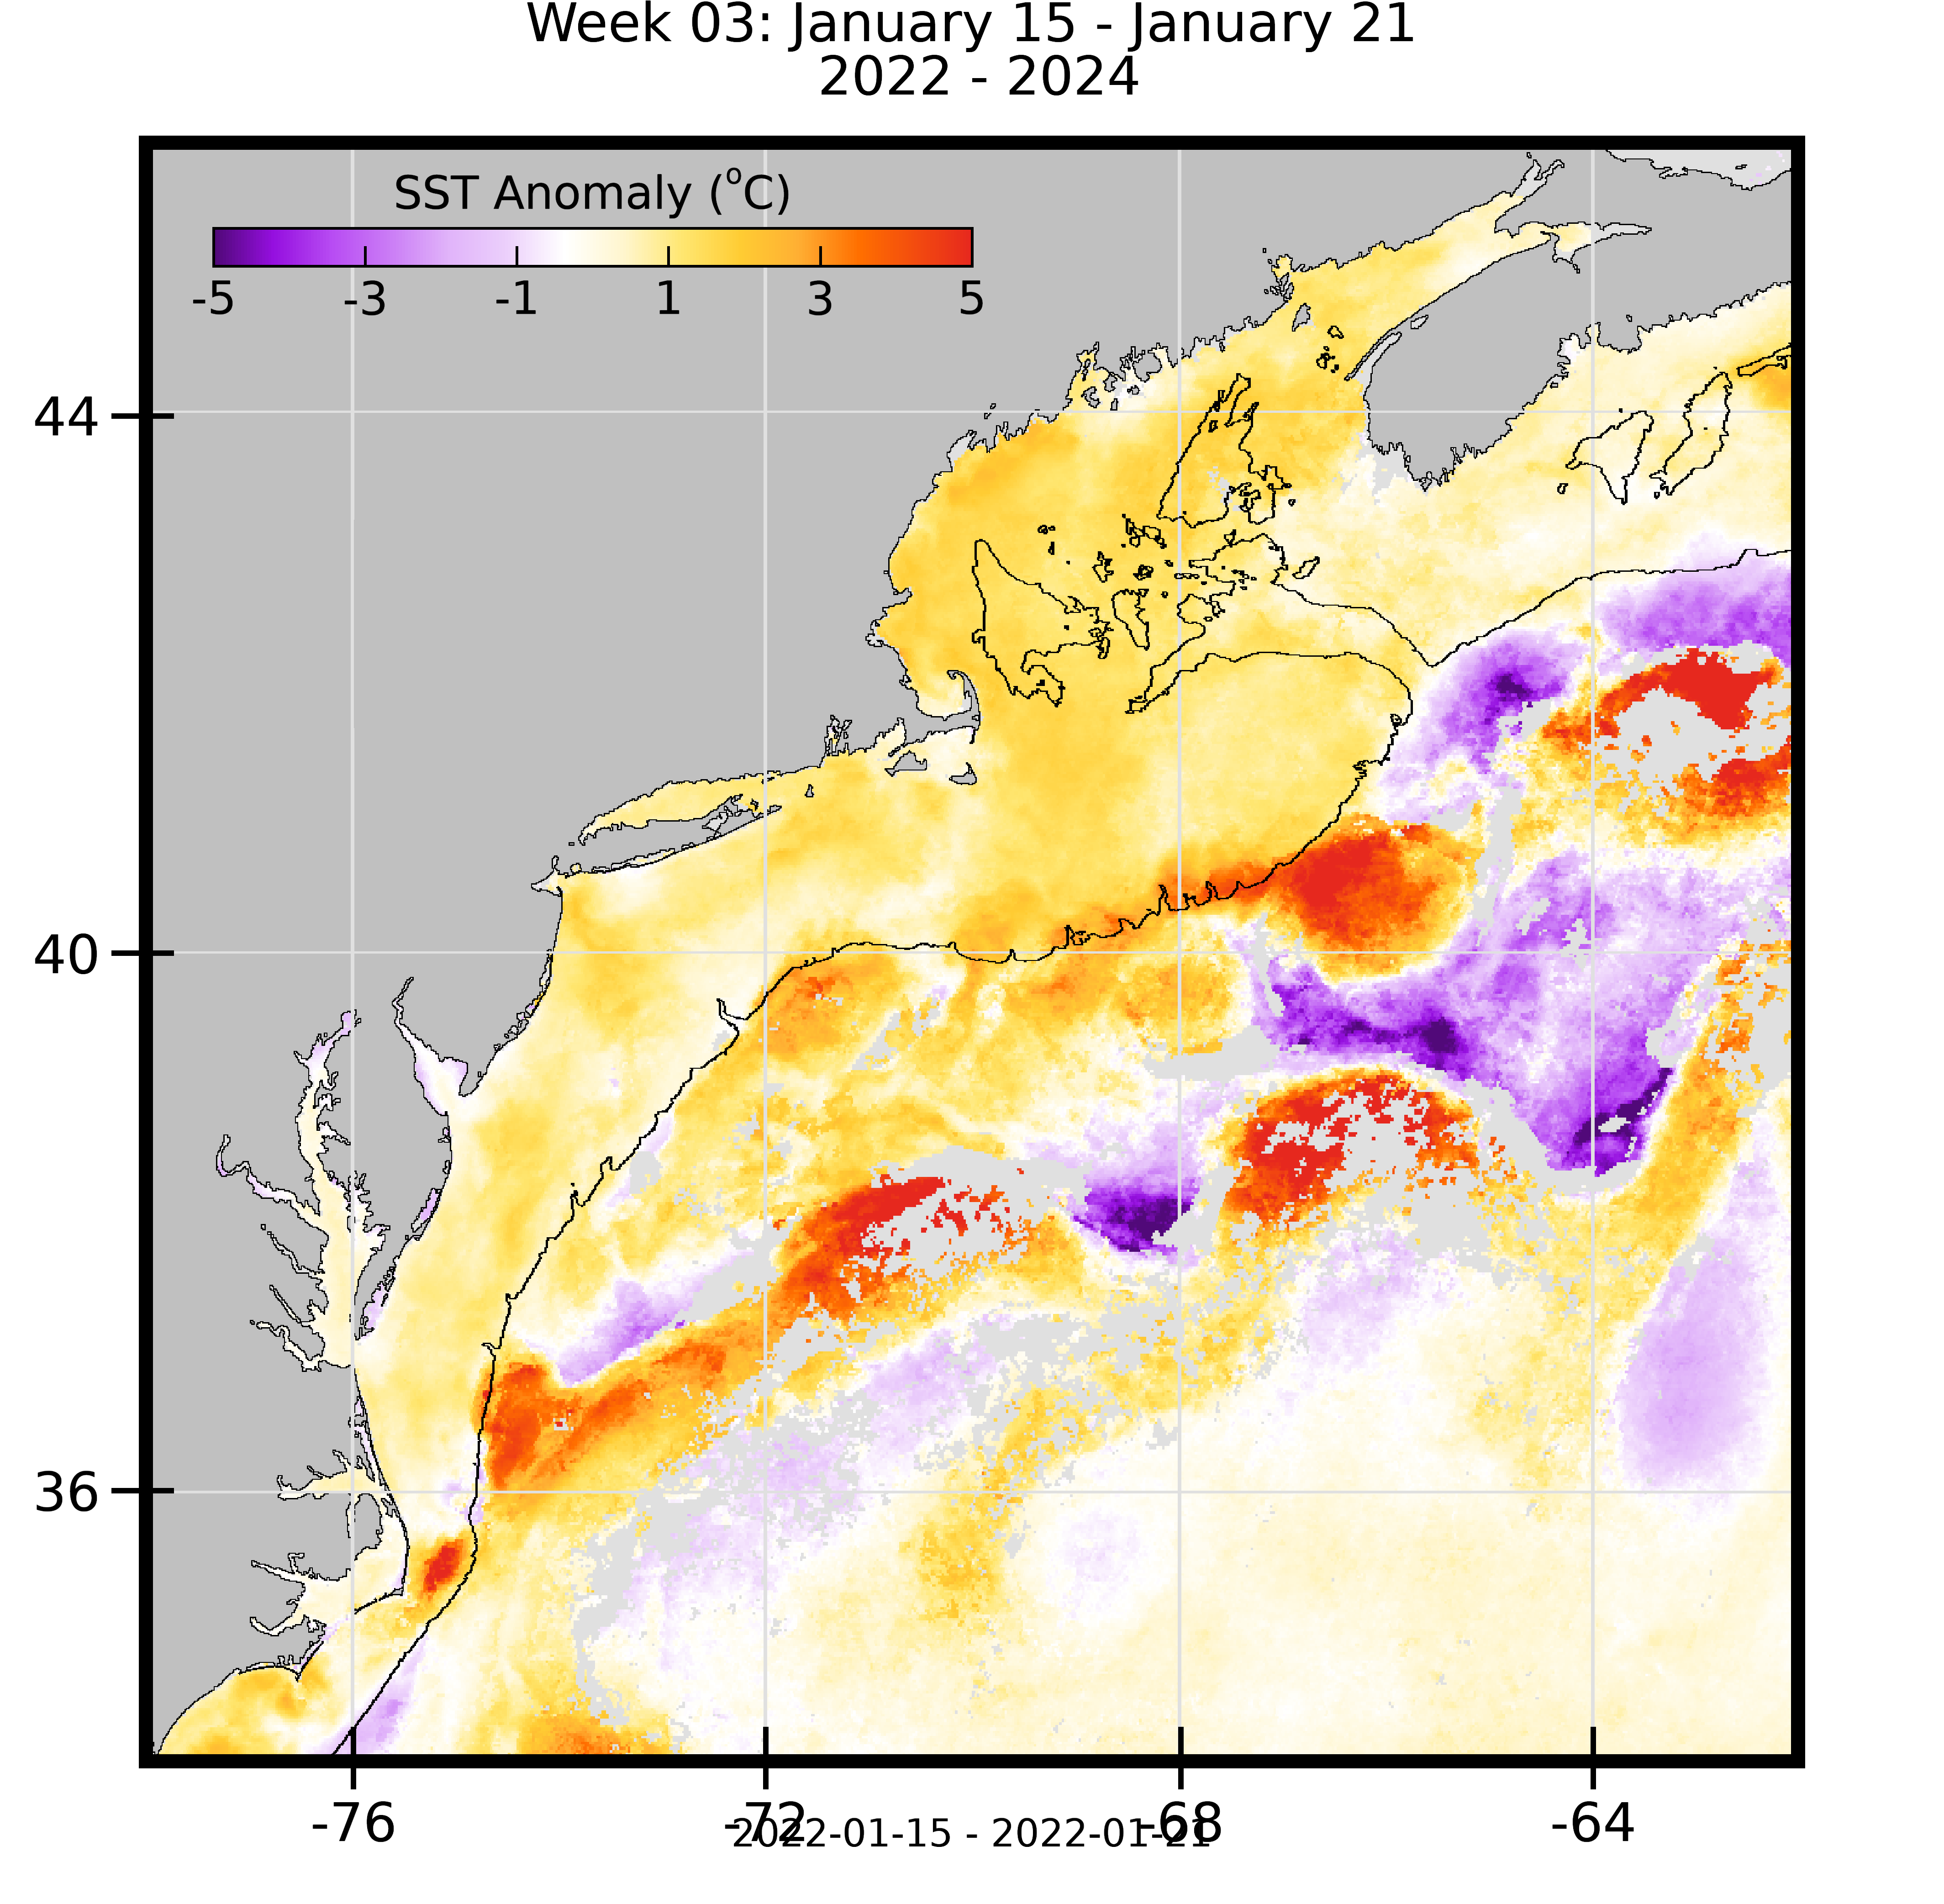 Week 03: January 15 - January 21
2022 - 2024
SST Anomaly (°C)
-5 -3 -1 1 3 5
44
40
36
-76 -72 -68 -64
2022-01-15 - 2022-01-21